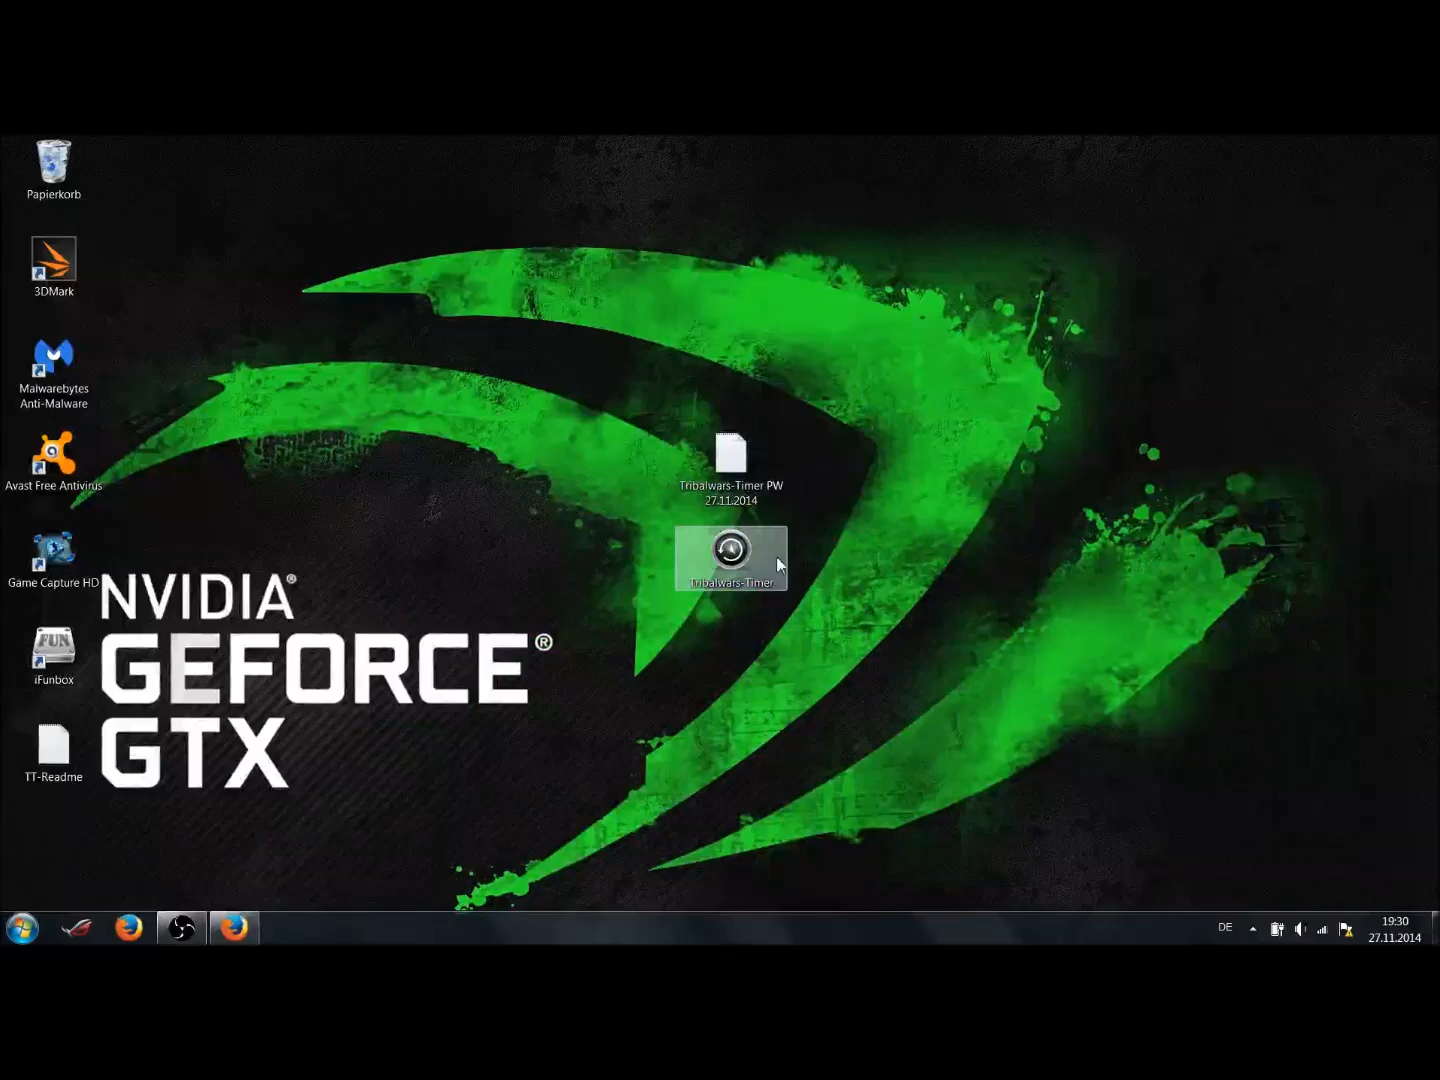 Papierkorb
3DMark
Malwarebytes
Anti-Malware
Avast Free Antivirus
Game Capture HD
FUN
iFunbox
TT-Readme
Tribalwars-Timer PW
27.11.2014
Tribalwars-Timer
NVIDIA®
GEFORCE®
GTX
DE
19:30
27.11.2014